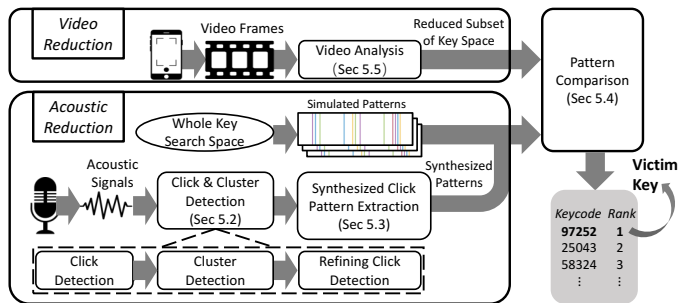 Video
Reduction
Video Frames
Video Analysis
(Sec 5.5)
Reduced Subset
of Key Space
Pattern
Comparison
(Sec 5.4)
Acoustic
Reduction
Whole Key
Search Space
Simulated Patterns
Synthesized
Patterns
Acoustic
Signals
Click & Cluster
Detection
(Sec 5.2)
Synthesized Click
Pattern Extraction
(Sec 5.3)
Click
Detection
Cluster
Detection
Refining Click
Detection
Victim
Key
Keycode Rank
97252 1
25043 2
58324 3
⋮ ⋮